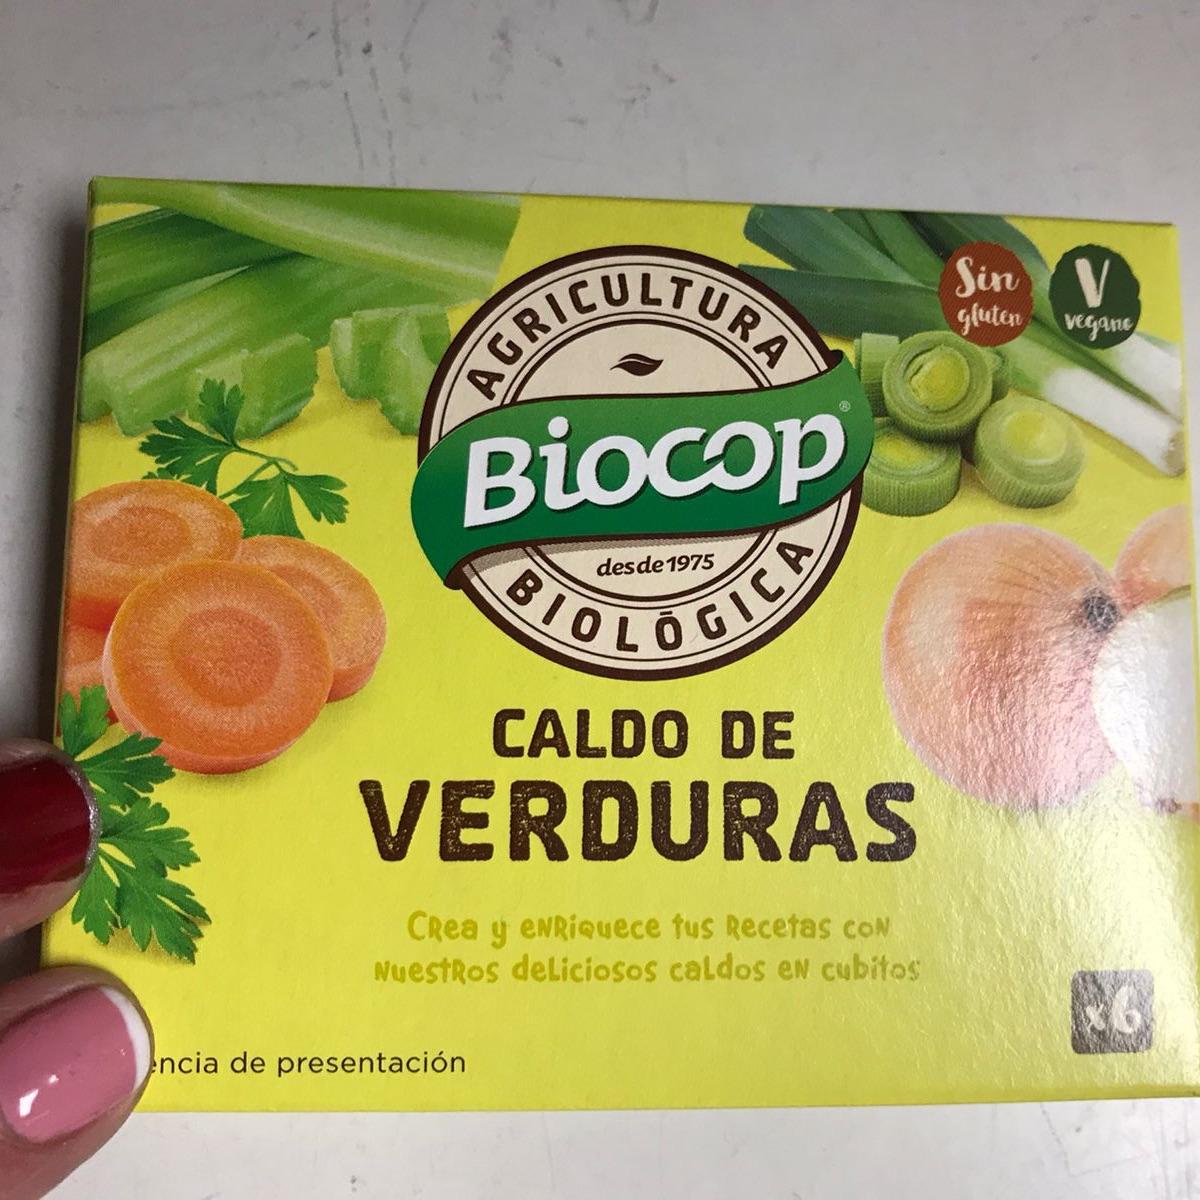 AGRICULTURA
Biocop®
desde 1975
BIOLÓGICA
Sin
gluten
V
vegano
CALDO DE
VERDURAS
Crea y enriquece tus recetas con
nuestros deliciosos caldos en cubitos
x6
de presentación